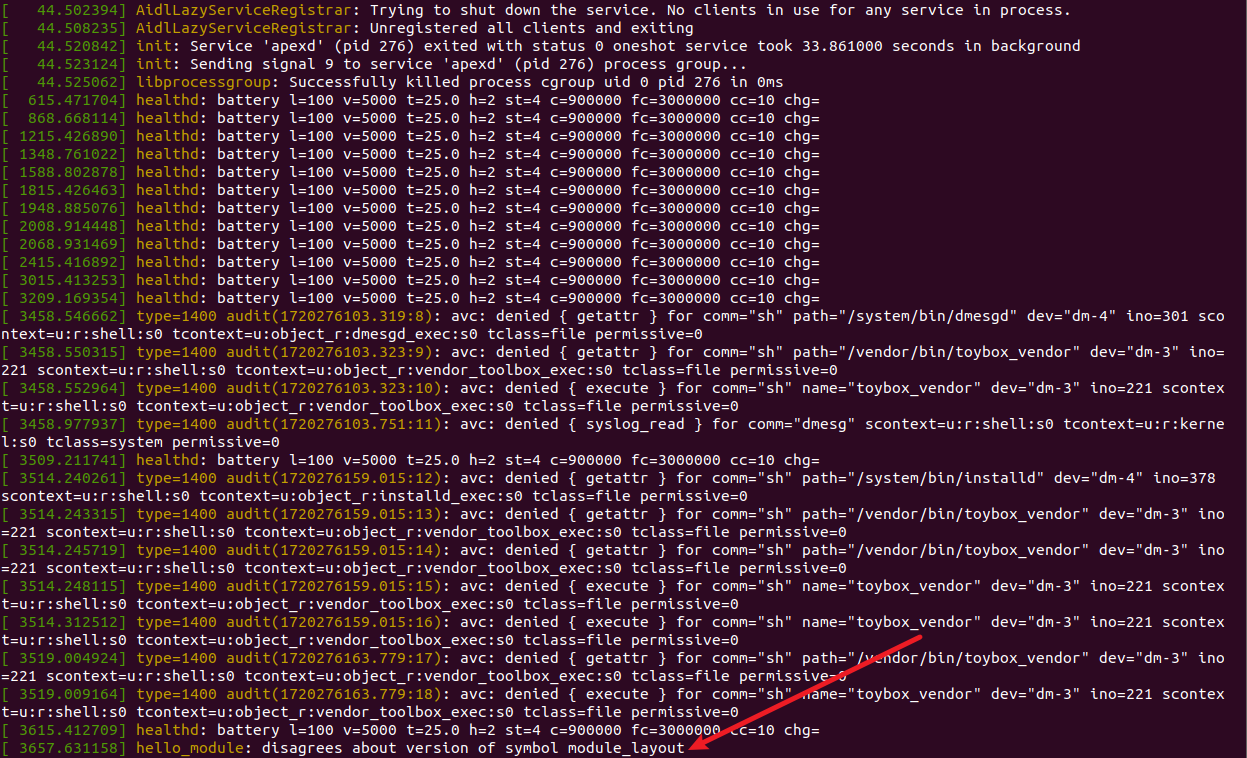 [   44.502394] AidlLazyServiceRegistrar: Trying to shut down the service. No clients in use for any service in process.
[   44.508235] AidlLazyServiceRegistrar: Unregistered all clients and exiting
[   44.520842] init: Service 'apexd' (pid 276) exited with status 0 oneshot service took 33.861000 seconds in background
[   44.523124] init: Sending signal 9 to service 'apexd' (pid 276) process group...
[   44.525062] libprocessgroup: Successfully killed process cgroup uid 0 pid 276 in 0ms
[  615.471704] healthd: battery l=100 v=5000 t=25.0 h=2 st=4 c=900000 fc=3000000 cc=10 chg=
[  868.668114] healthd: battery l=100 v=5000 t=25.0 h=2 st=4 c=900000 fc=3000000 cc=10 chg=
[ 1215.426890] healthd: battery l=100 v=5000 t=25.0 h=2 st=4 c=900000 fc=3000000 cc=10 chg=
[ 1348.761022] healthd: battery l=100 v=5000 t=25.0 h=2 st=4 c=900000 fc=3000000 cc=10 chg=
[ 1588.802878] healthd: battery l=100 v=5000 t=25.0 h=2 st=4 c=900000 fc=3000000 cc=10 chg=
[ 1815.426463] healthd: battery l=100 v=5000 t=25.0 h=2 st=4 c=900000 fc=3000000 cc=10 chg=
[ 1948.885076] healthd: battery l=100 v=5000 t=25.0 h=2 st=4 c=900000 fc=3000000 cc=10 chg=
[ 2008.914448] healthd: battery l=100 v=5000 t=25.0 h=2 st=4 c=900000 fc=3000000 cc=10 chg=
[ 2068.931469] healthd: battery l=100 v=5000 t=25.0 h=2 st=4 c=900000 fc=3000000 cc=10 chg=
[ 2415.416892] healthd: battery l=100 v=5000 t=25.0 h=2 st=4 c=900000 fc=3000000 cc=10 chg=
[ 3015.413253] healthd: battery l=100 v=5000 t=25.0 h=2 st=4 c=900000 fc=3000000 cc=10 chg=
[ 3209.169354] healthd: battery l=100 v=5000 t=25.0 h=2 st=4 c=900000 fc=3000000 cc=10 chg=
[ 3458.546662] type=1400 audit(1720276103.319:8): avc: denied { getattr } for comm="sh" path="/system/bin/dmesgd" dev="dm-4" ino=301 sco
ntext=u:r:shell:s0 tcontext=u:object_r:dmesgd_exec:s0 tclass=file permissive=0
[ 3458.550315] type=1400 audit(1720276103.323:9): avc: denied { getattr } for comm="sh" path="/vendor/bin/toybox_vendor" dev="dm-3" ino=
221 scontext=u:r:shell:s0 tcontext=u:object_r:vendor_toolbox_exec:s0 tclass=file permissive=0
[ 3458.552964] type=1400 audit(1720276103.323:10): avc: denied { execute } for comm="sh" name="toybox_vendor" dev="dm-3" ino=221 scontex
t=u:r:shell:s0 tcontext=u:object_r:vendor_toolbox_exec:s0 tclass=file permissive=0
[ 3458.977937] type=1400 audit(1720276103.751:11): avc: denied { syslog_read } for comm="dmesg" scontext=u:r:shell:s0 tcontext=u:r:kerne
l:s0 tclass=system permissive=0
[ 3509.211741] healthd: battery l=100 v=5000 t=25.0 h=2 st=4 c=900000 fc=3000000 cc=10 chg=
[ 3514.240261] type=1400 audit(1720276159.015:12): avc: denied { getattr } for comm="sh" path="/system/bin/installd" dev="dm-4" ino=378
scontext=u:r:shell:s0 tcontext=u:object_r:installd_exec:s0 tclass=file permissive=0
[ 3514.243315] type=1400 audit(1720276159.015:13): avc: denied { getattr } for comm="sh" path="/vendor/bin/toybox_vendor" dev="dm-3" ino
=221 scontext=u:r:shell:s0 tcontext=u:object_r:vendor_toolbox_exec:s0 tclass=file permissive=0
[ 3514.245719] type=1400 audit(1720276159.015:14): avc: denied { getattr } for comm="sh" path="/vendor/bin/toybox_vendor" dev="dm-3" ino
=221 scontext=u:r:shell:s0 tcontext=u:object_r:vendor_toolbox_exec:s0 tclass=file permissive=0
[ 3514.248115] type=1400 audit(1720276159.015:15): avc: denied { execute } for comm="sh" name="toybox_vendor" dev="dm-3" ino=221 scontex
t=u:r:shell:s0 tcontext=u:object_r:vendor_toolbox_exec:s0 tclass=file permissive=0
[ 3514.312512] type=1400 audit(1720276159.015:16): avc: denied { execute } for comm="sh" name="toybox_vendor" dev="dm-3" ino=221 scontex
t=u:r:shell:s0 tcontext=u:object_r:vendor_toolbox_exec:s0 tclass=file permissive=0
[ 3519.004924] type=1400 audit(1720276163.779:17): avc: denied { getattr } for comm="sh" path="/vendor/bin/toybox_vendor" dev="dm-3" ino
=221 scontext=u:r:shell:s0 tcontext=u:object_r:vendor_toolbox_exec:s0 tclass=file permissive=0
[ 3519.009164] type=1400 audit(1720276163.779:18): avc: denied { execute } for comm="sh" name="toybox_vendor" dev="dm-3" ino=221 scontex
t=u:r:shell:s0 tcontext=u:object_r:vendor_toolbox_exec:s0 tclass=file permissive=0
[ 3615.412709] healthd: battery l=100 v=5000 t=25.0 h=2 st=4 c=900000 fc=3000000 cc=10 chg=
[ 3657.631158] hello_module: disagrees about version of symbol module_layout